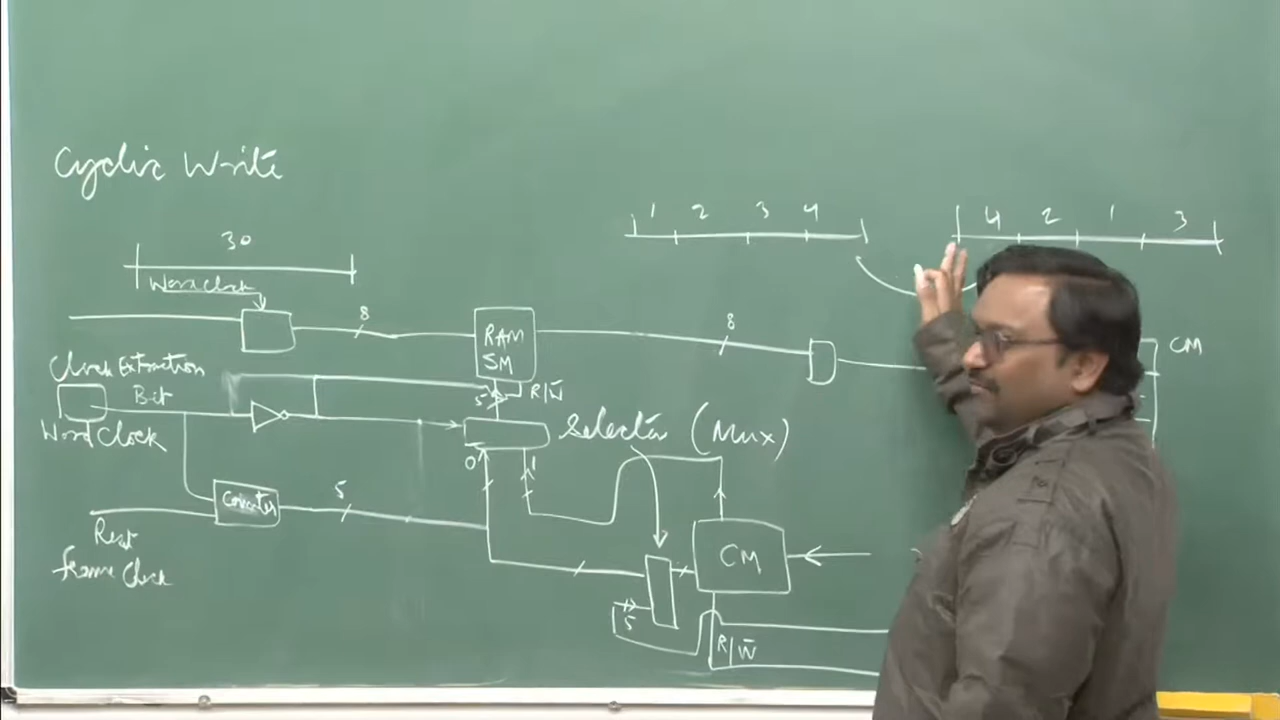 Cyclic Write
1 2 3 4
4 2 1 3
30
Word clock
8
RAM
SM
8
CM
Clock Extraction
Bit
Word Clock
5
R/W̅
Selector (Mux)
0
1
Counter
5
Reset
frame Clock
CM
5
R/W̅